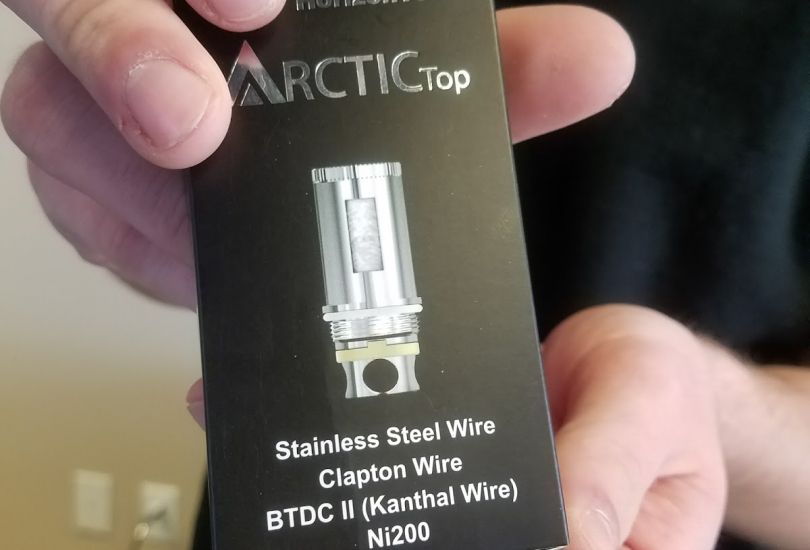 ARCTIC Top
Stainless Steel Wire
Clapton Wire
BTDC II (Kanthal Wire)
Ni200